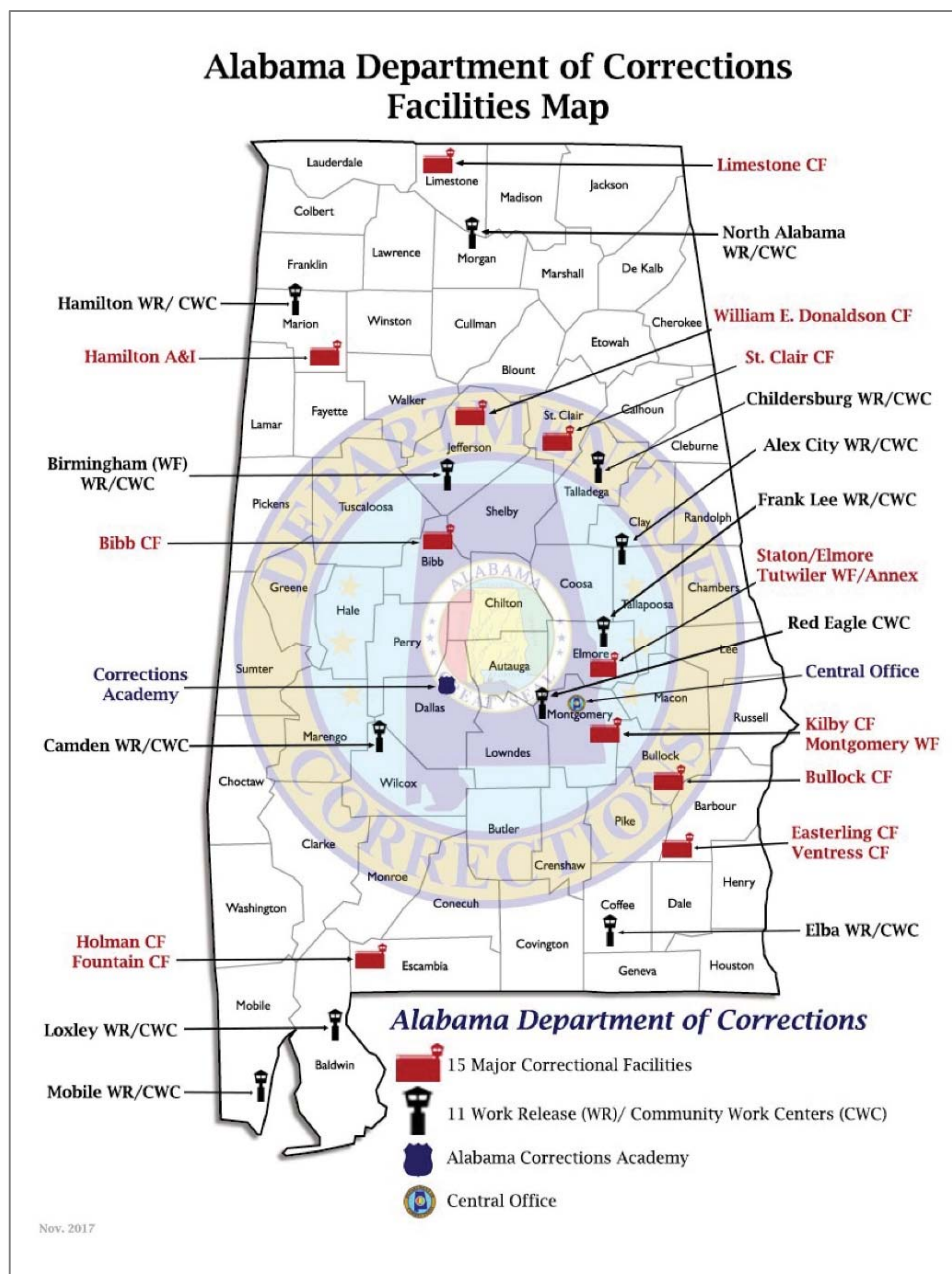 Alabama Department of Corrections
Facilities Map
Lauderdale
Limestone
Limestone CF
Madison
Jackson
Colbert
North Alabama
WR/CWC
Lawrence
Morgan
Franklin
Marshall
De Kalb
Hamilton WR/ CWC
Marion
Winston
Cullman
Cherokee
William E. Donaldson CF
Etowah
Hamilton A&I
St. Clair CF
Blount
Walker
Childersburg WR/CWC
Fayette
St. Clair
Calhoun
Lamar
Jefferson
Cleburne
Alex City WR/CWC
Birmingham (WF)
WR/CWC
Talladega
Pickens
Tuscaloosa
Shelby
Frank Lee WR/CWC
Clay
Randolph
Bibb CF
Bibb
Staton/Elmore
Tutwiler WF/Annex
Greene
Coosa
Chambers
Hale
Chilton
Tallapoosa
Red Eagle CWC
Perry
Elmore
Lee
Sumter
Autauga
Corrections
Academy
Central Office
Dallas
Macon
Montgomery
Russell
Kilby CF
Montgomery WF
Camden WR/CWC
Marengo
Lowndes
Bullock
Bullock CF
Choctaw
Wilcox
Barbour
Butler
Pike
Easterling CF
Ventress CF
Clarke
Crenshaw
Monroe
Henry
Conecuh
Coffee
Dale
Washington
Elba WR/CWC
Covington
Holman CF
Fountain CF
Escambia
Geneva
Houston
Mobile
Loxley WR/CWC
Baldwin
Mobile WR/CWC
DEPARTMENT OF
CORRECTIONS
ALABAMA
GREAT SEAL
Alabama Department of Corrections
15 Major Correctional Facilities
11 Work Release (WR)/ Community Work Centers (CWC)
Alabama Corrections Academy
Central Office
Nov. 2017